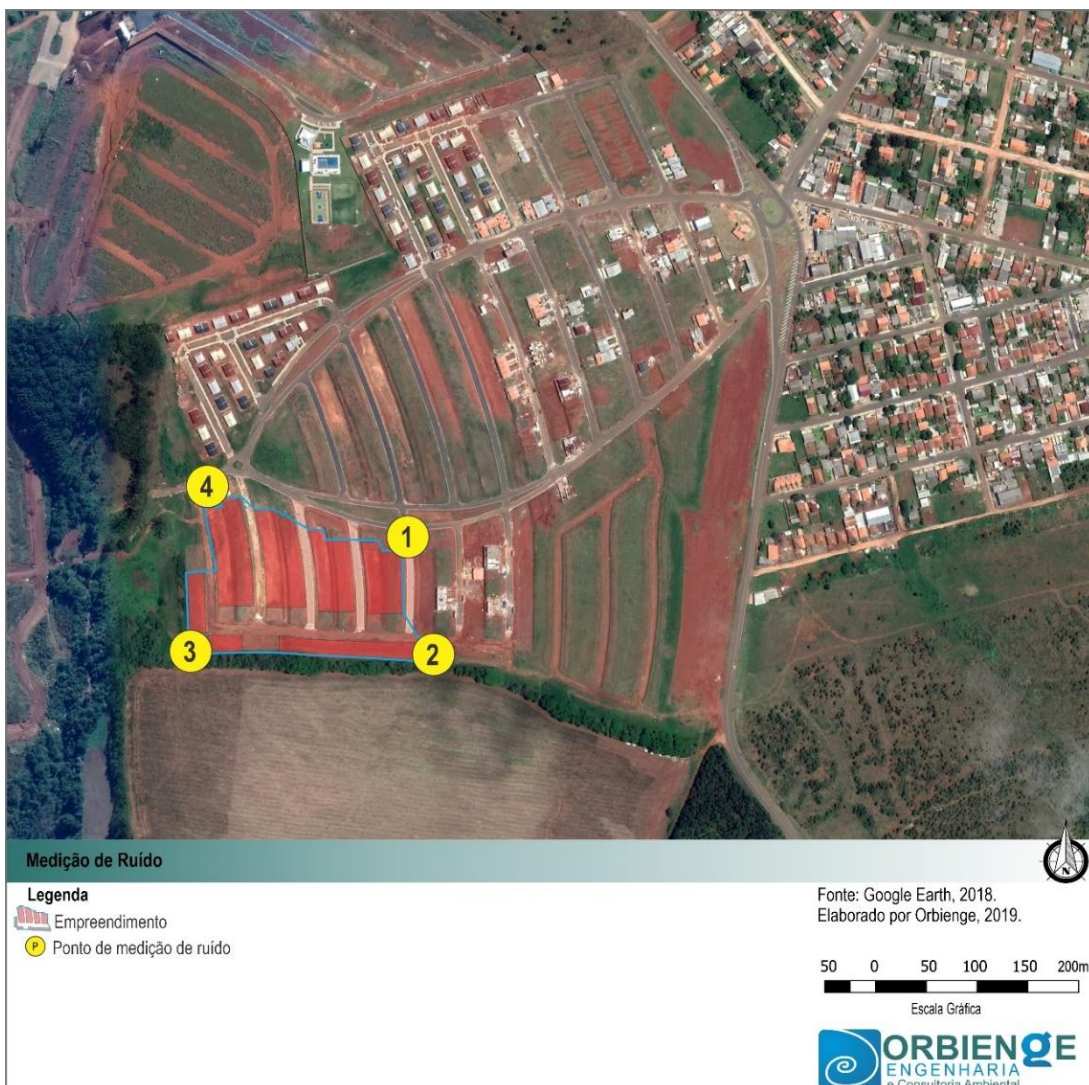 4
1
3
2
Medição de Ruído
N
Legenda
Empreendimento
P Ponto de medição de ruído
Fonte: Google Earth, 2018.
Elaborado por Orbienge, 2019.
50 0 50 100 150 200m
Escala Gráfica
ORBIENGE
ENGENHARIA
e Consultoria Ambiental